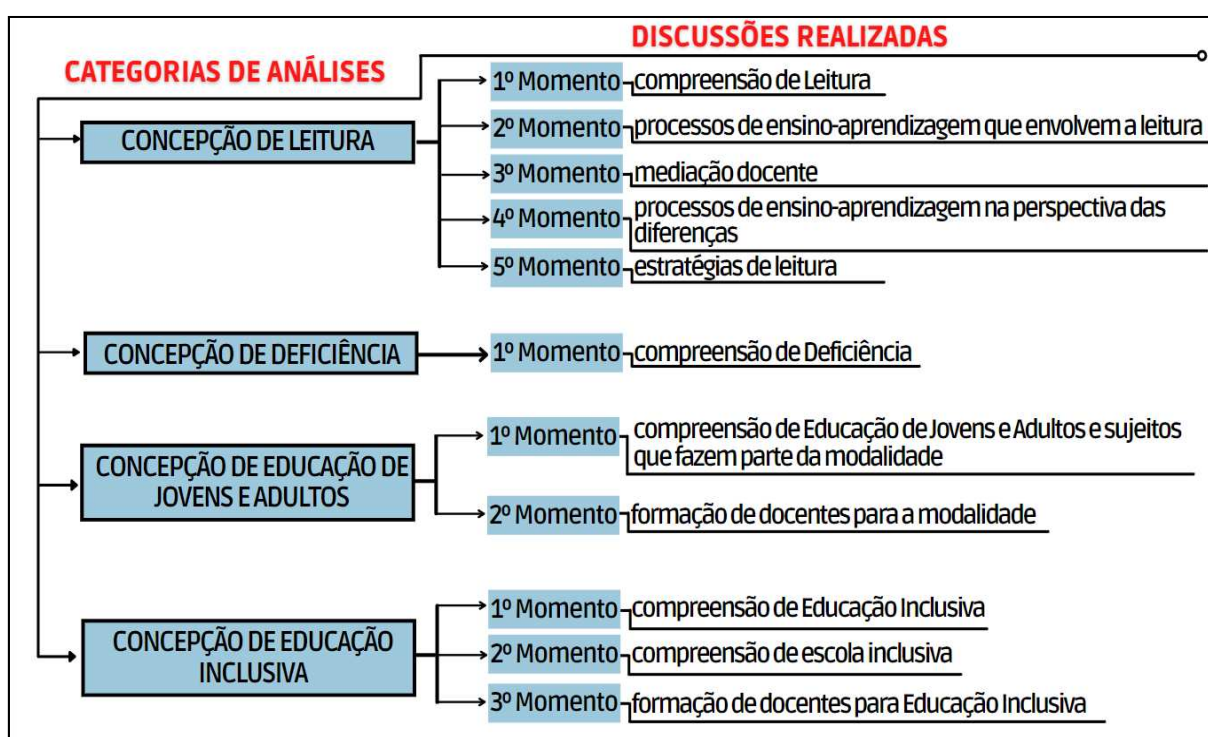 DISCUSSÕES REALIZADAS
CATEGORIAS DE ANÁLISES
CONCEPÇÃO DE LEITURA
1º Momento compreensão de Leitura
2º Momento processos de ensino-aprendizagem que envolvem a leitura
3º Momento mediação docente
4º Momento processos de ensino-aprendizagem na perspectiva das
diferenças
5º Momento estratégias de leitura
CONCEPÇÃO DE DEFICIÊNCIA
1º Momento compreensão de Deficiência
CONCEPÇÃO DE EDUCAÇÃO DE
JOVENS E ADULTOS
1º Momento compreensão de Educação de Jovens e Adultos e sujeitos
que fazem parte da modalidade
2º Momento formação de docentes para a modalidade
CONCEPÇÃO DE EDUCAÇÃO
INCLUSIVA
1º Momento compreensão de Educação Inclusiva
2º Momento compreensão de escola inclusiva
3º Momento formação de docentes para Educação Inclusiva